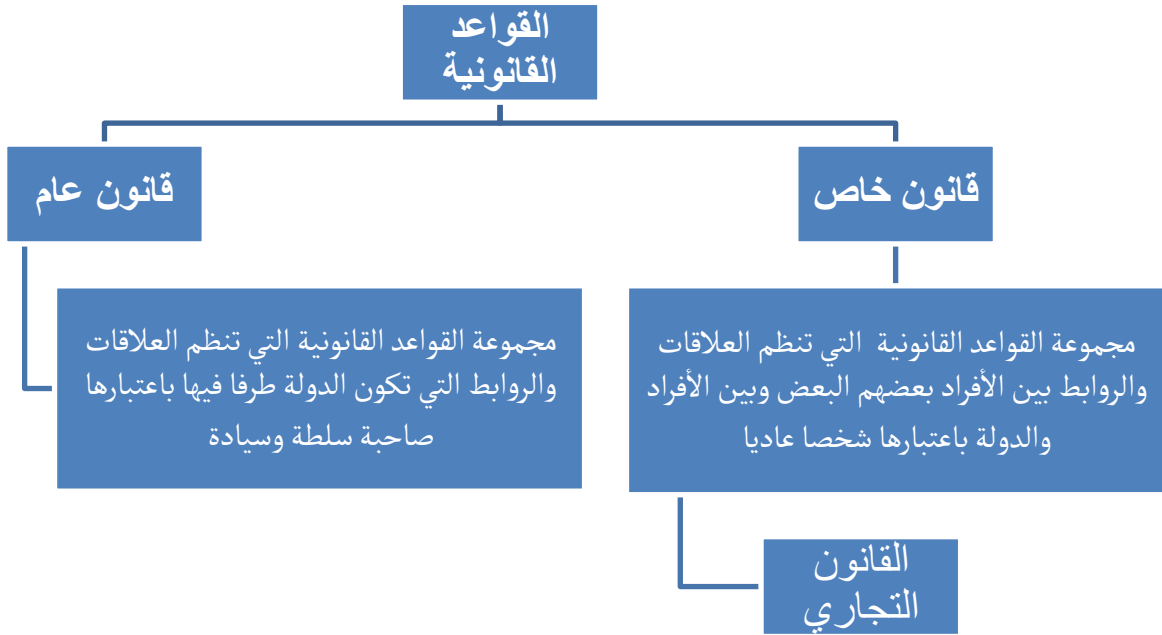 القواعد
القانونية
قانون خاص
قانون عام
مجموعة القواعد القانونية التي تنظم العلاقات
والروابط بين الأفراد بعضهم البعض وبين الأفراد
والدولة باعتبارها شخصا عاديا
مجموعة القواعد القانونية التي تنظم العلاقات
والروابط التي تكون الدولة طرفا فيها باعتبارها
صاحبة سلطة وسيادة
القانون
التجاري